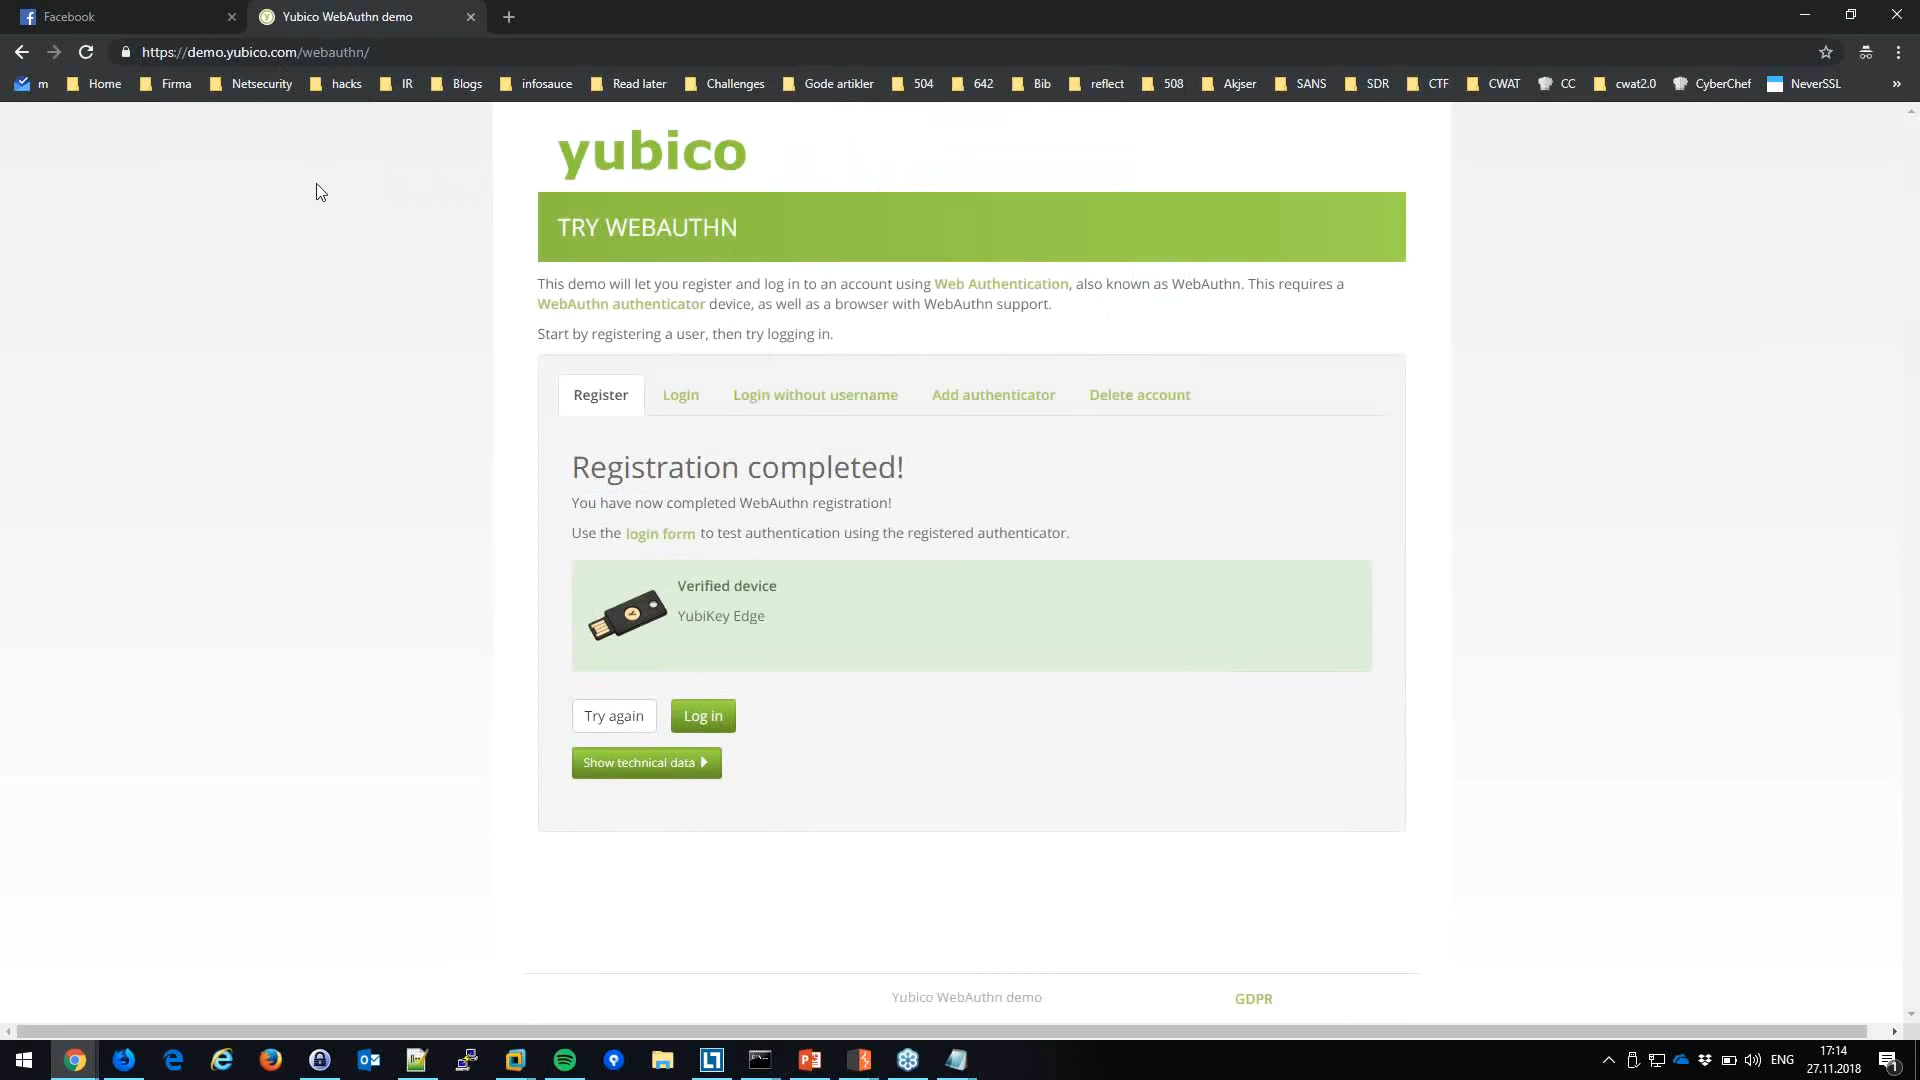 Facebook
Yubico WebAuthn demo
https://demo.yubico.com/webauthn/
m Home Firma Netsecurity hacks IR Blogs infosauce Read later Challenges Gode artikler 504 642 Bib reflect 508 Akjser SANS SDR CTF CWAT CC cwat2.0 CyberChef NeverSSL »
yubico
TRY WEBAUTHN
This demo will let you register and log in to an account using Web Authentication, also known as WebAuthn. This requires a
WebAuthn authenticator device, as well as a browser with WebAuthn support.
Start by registering a user, then try logging in.
Register Login Login without username Add authenticator Delete account
Registration completed!
You have now completed WebAuthn registration!
Use the login form to test authentication using the registered authenticator.
Verified device
YubiKey Edge
Try again Log in
Show technical data
Yubico WebAuthn demo GDPR
ENG
17:14
27.11.2018
1